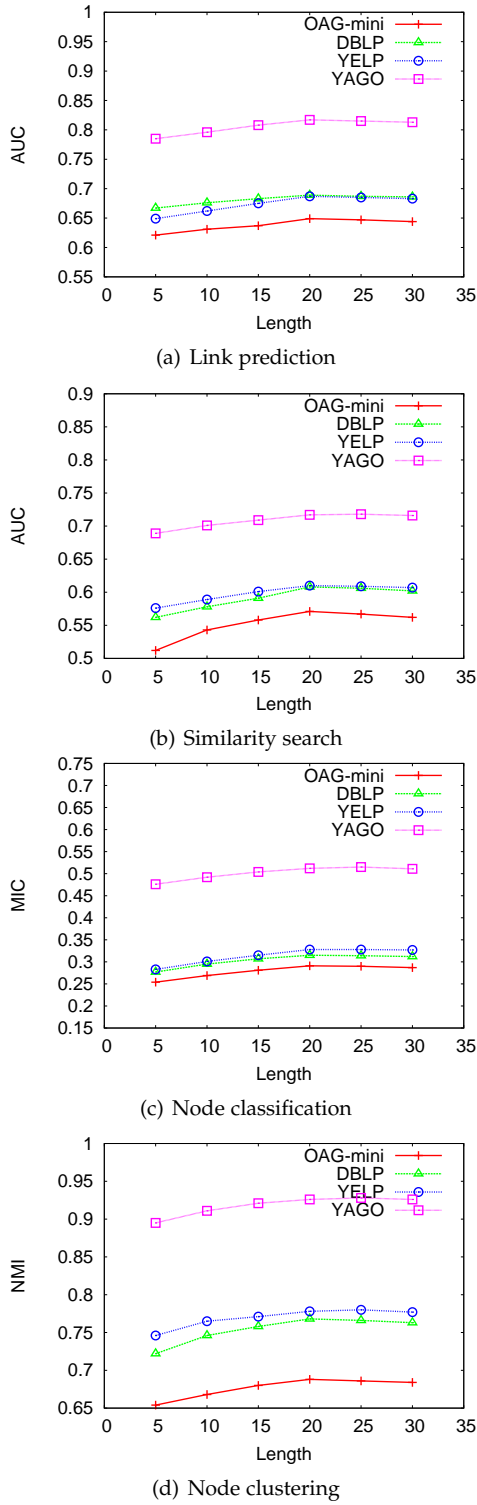 1
0.95
0.9
0.85
0.8
0.75
0.7
0.65
0.6
0.55
AUC
OAG-mini
DBLP
YELP
YAGO
0 5 10 15 20 25 30 35
Length
(a) Link prediction
0.9
0.85
0.8
0.75
0.7
0.65
0.6
0.55
0.5
AUC
OAG-mini
DBLP
YELP
YAGO
0 5 10 15 20 25 30 35
Length
(b) Similarity search
0.75
0.7
0.65
0.6
0.55
0.5
0.45
0.4
0.35
0.3
0.25
0.2
0.15
MIC
OAG-mini
DBLP
YELP
YAGO
0 5 10 15 20 25 30 35
Length
(c) Node classification
1
0.95
0.9
0.85
0.8
0.75
0.7
0.65
NMI
OAG-mini
DBLP
YELP
YAGO
0 5 10 15 20 25 30 35
Length
(d) Node clustering